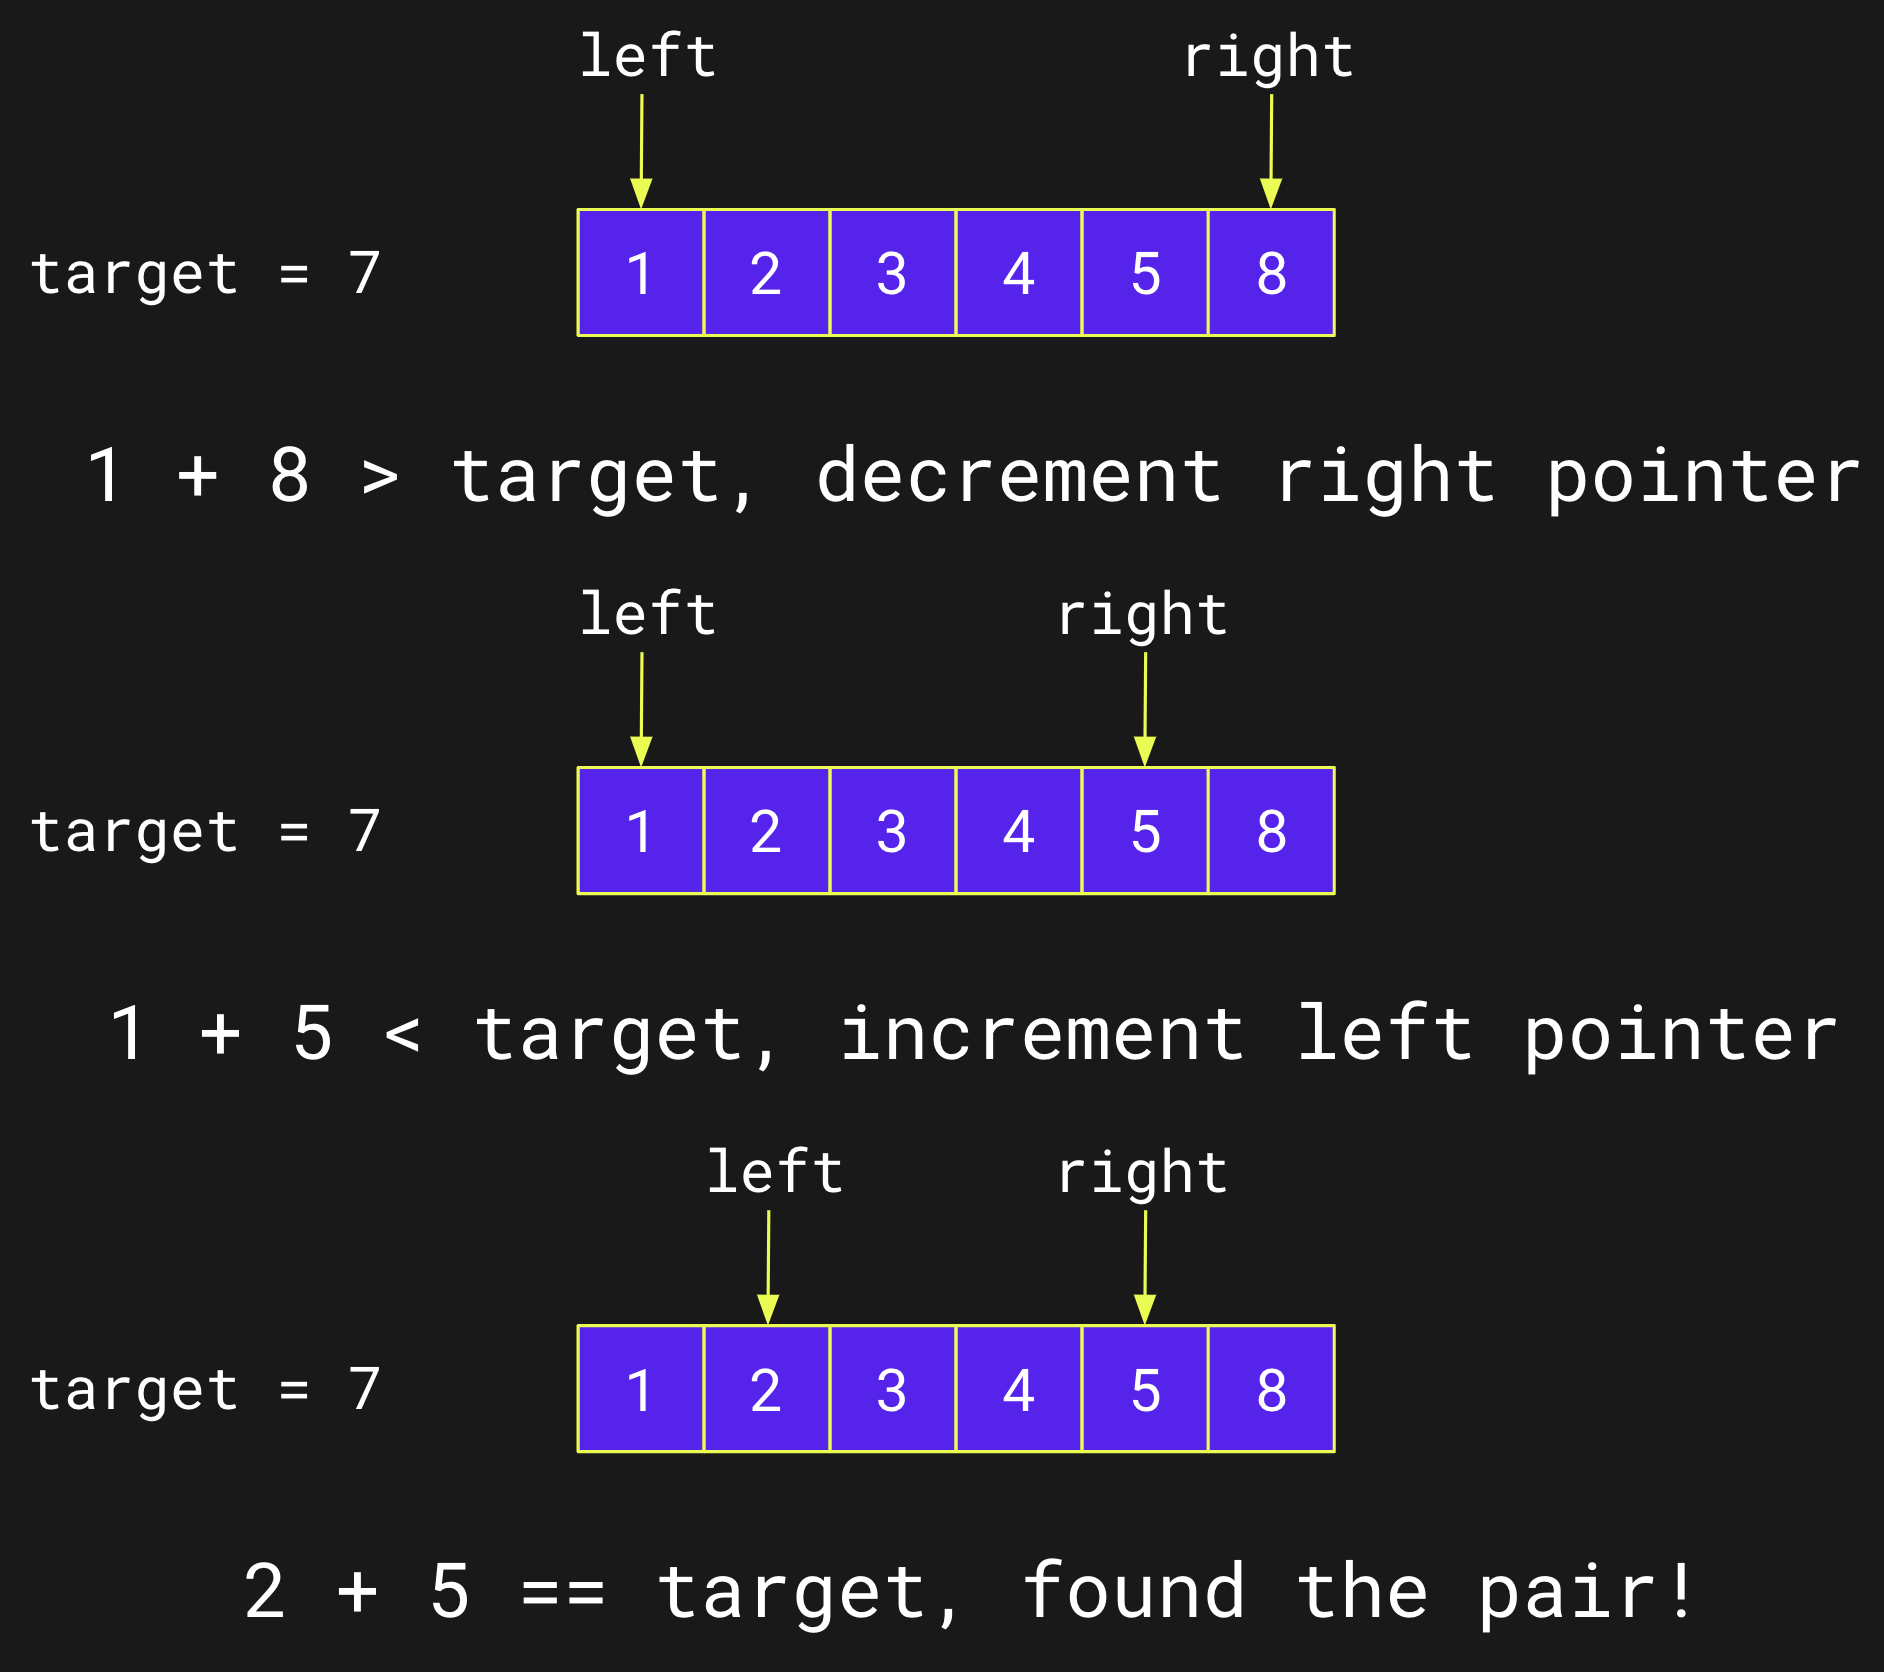 left right
target = 7 1 2 3 4 5 8
1 + 8 > target, decrement right pointer
left right
target = 7 1 2 3 4 5 8
1 + 5 < target, increment left pointer
left right
target = 7 1 2 3 4 5 8
2 + 5 == target, found the pair!